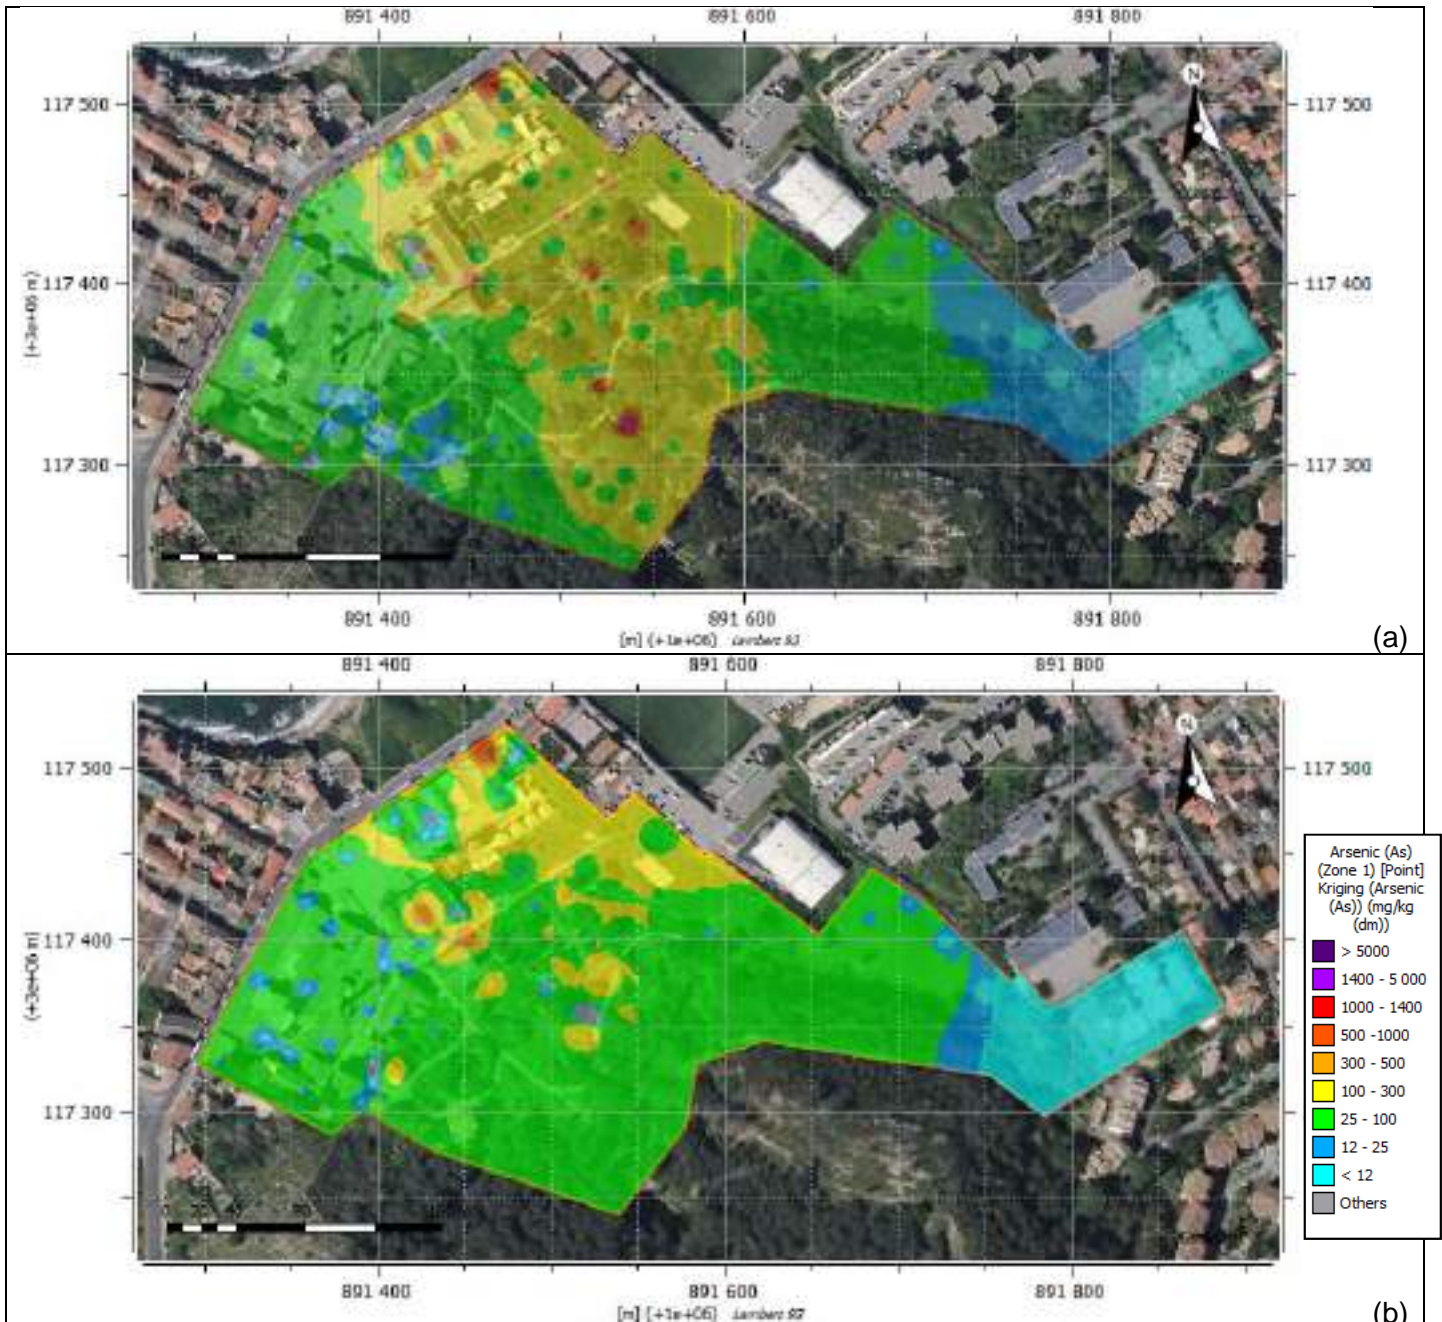 891 400 891 600 891 800
N
117 500 117 500
117 400 117 400
[+3e+06 m]
117 300 117 300
891 400 891 600 891 800
[m] (+1e+06) Lambert 93
(a)
891 400 891 600 891 800
N
117 500 117 500
117 400
(+3e+06 m)
117 300
891 400 891 600 891 800
[m] [+1e+06] Lambert 93
(b)
Arsenic (As)
(Zone 1) [Point]
Kriging (Arsenic
(As)) (mg/kg
(dm))
> 5000
1400 - 5 000
1000 - 1400
500 -1000
300 - 500
100 - 300
25 - 100
12 - 25
< 12
Others